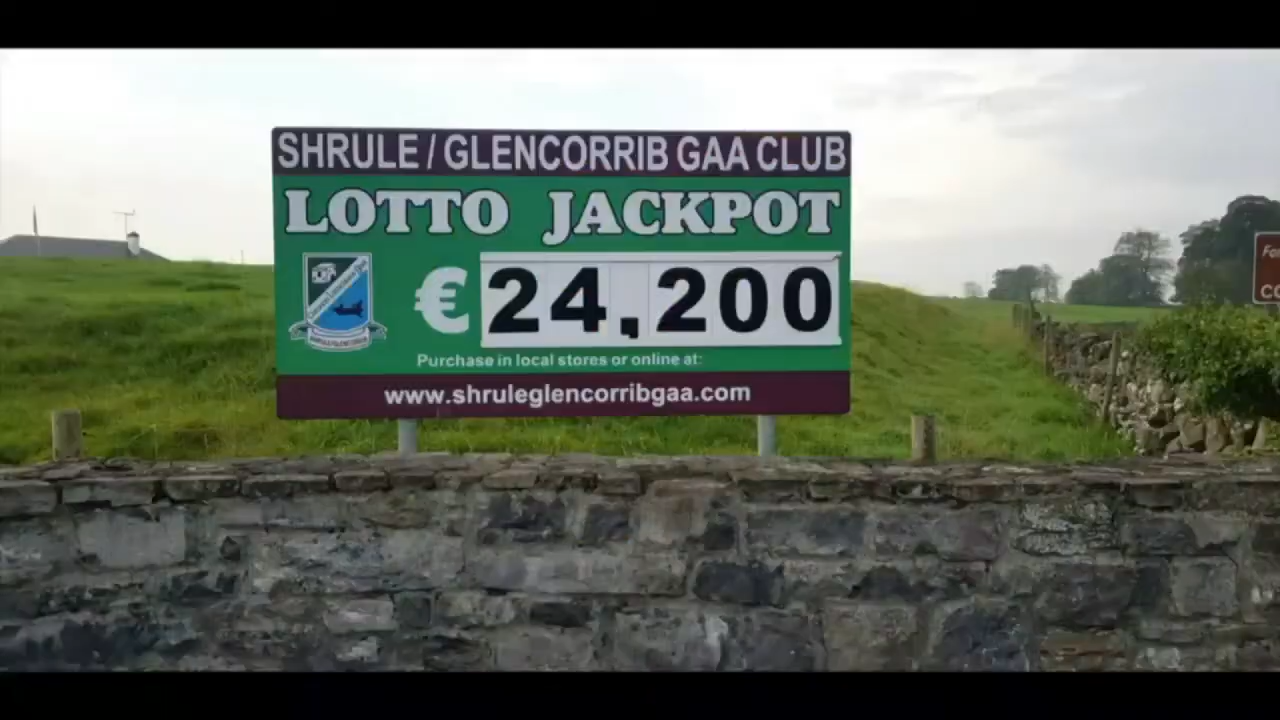 SHRULE / GLENCORRIB GAA CLUB
LOTTO JACKPOT
€24,200
Purchase in local stores or online at:
www.shruleglencorribgaa.com